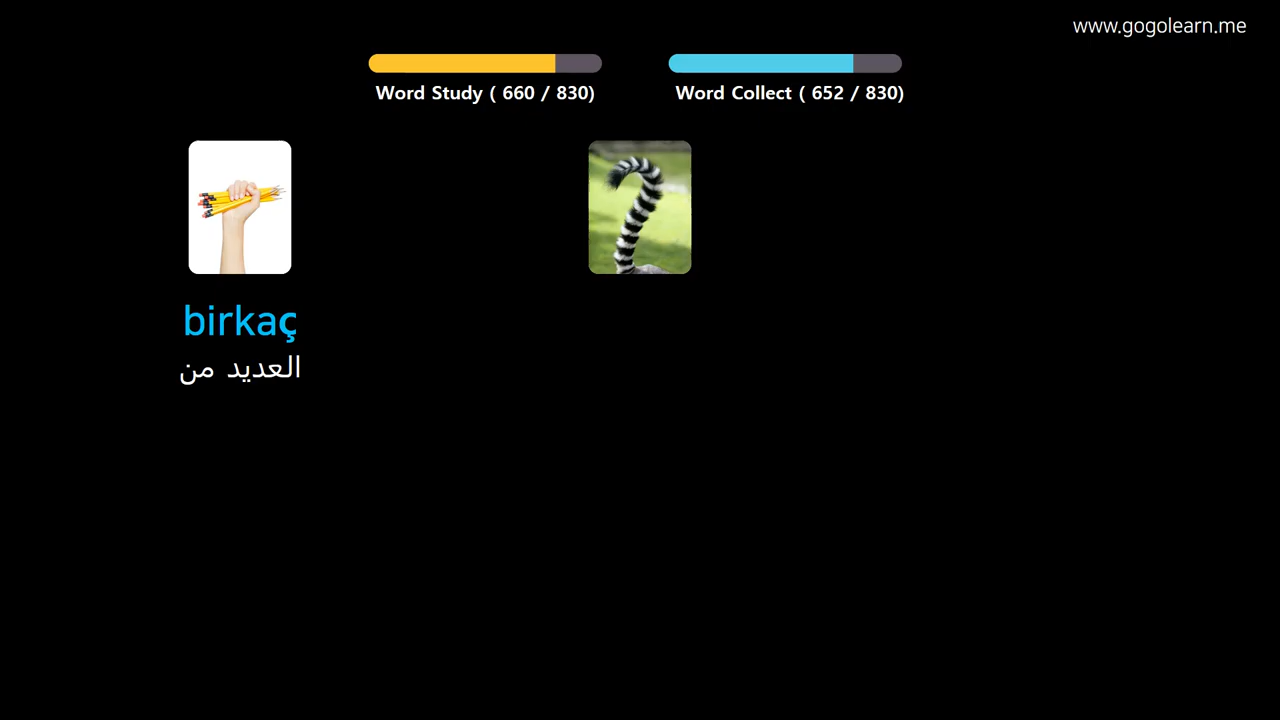 www.gogolearn.me
Word Study ( 660 / 830)
Word Collect ( 652 / 830)
birkaç
العديد من